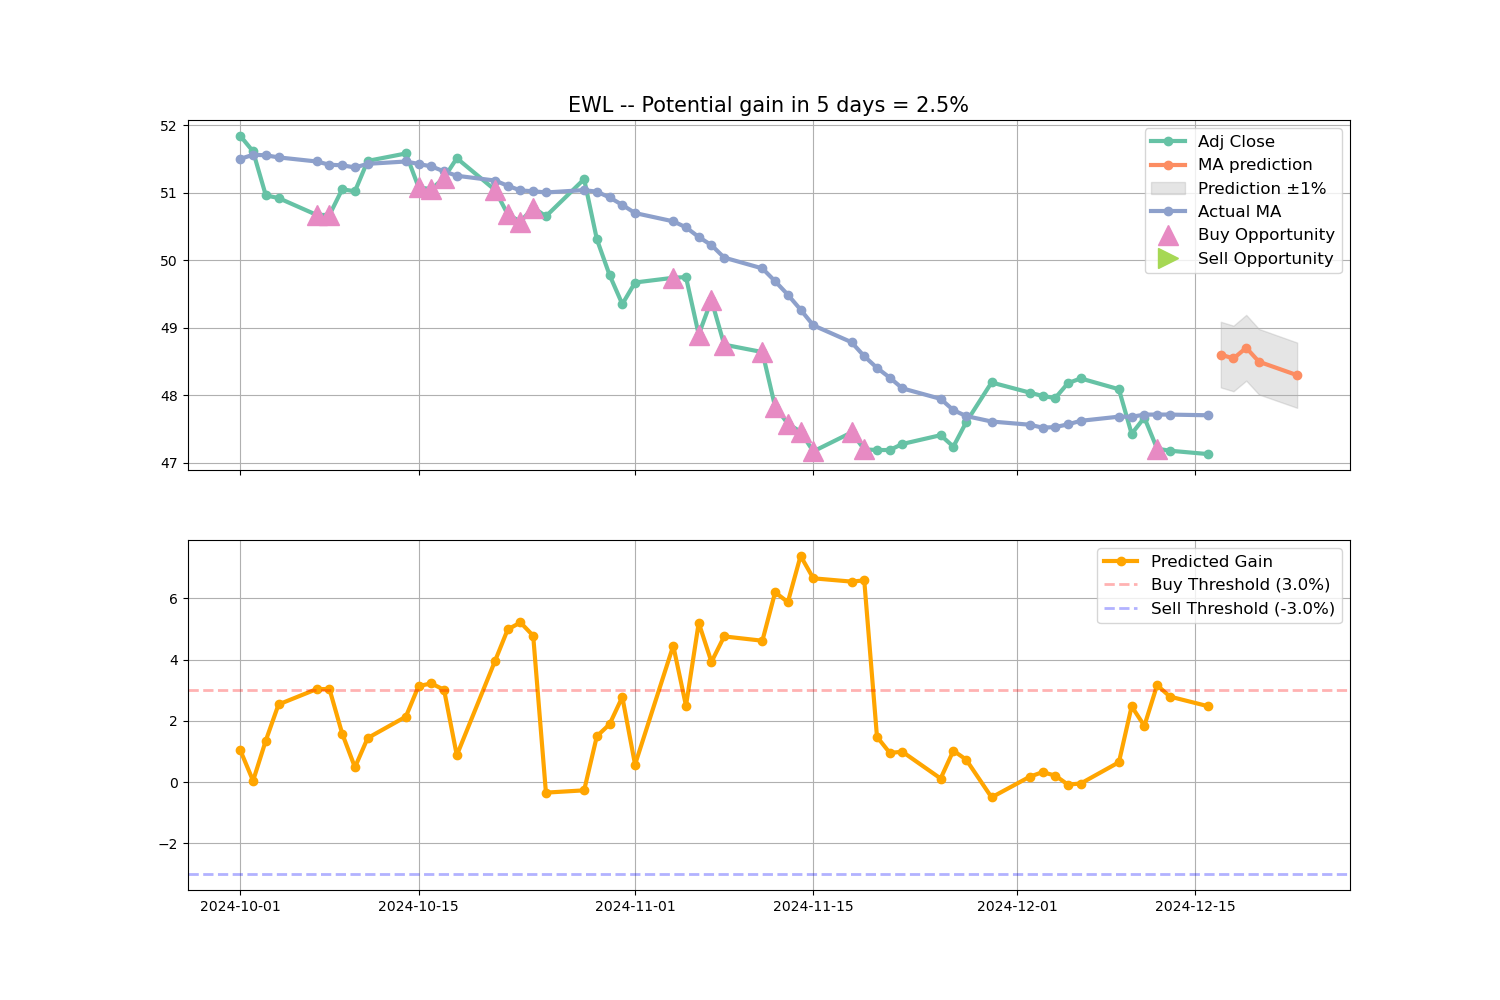 EWL -- Potential gain in 5 days = 2.5%
52
51
50
49
48
47
Adj Close
MA prediction
Prediction ±1%
Actual MA
Buy Opportunity
Sell Opportunity
6
4
2
0
−2
Predicted Gain
Buy Threshold (3.0%)
Sell Threshold (-3.0%)
2024-10-01
2024-10-15
2024-11-01
2024-11-15
2024-12-01
2024-12-15